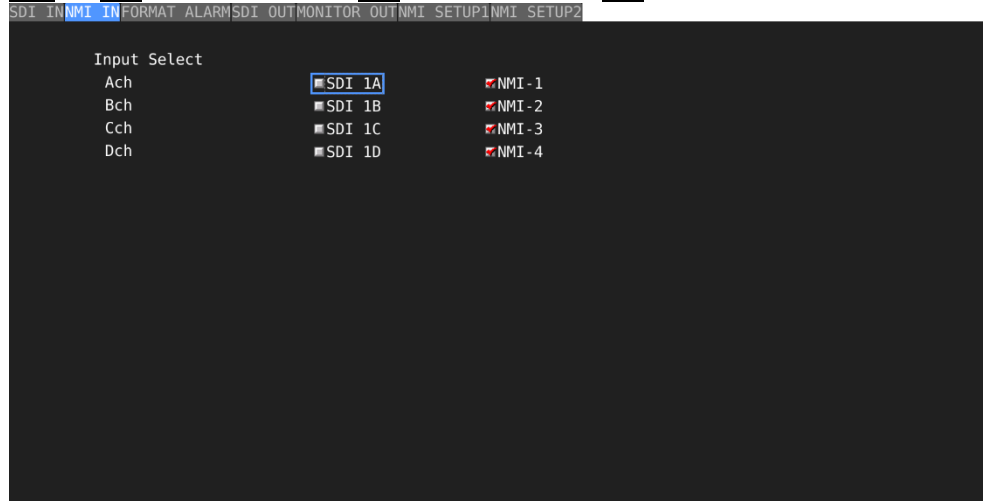 SDI IN NMI IN FORMAT ALARM SDI OUT MONITOR OUT NMI SETUP1 NMI SETUP2
Input Select
Ach SDI 1A NMI-1
Bch SDI 1B NMI-2
Cch SDI 1C NMI-3
Dch SDI 1D NMI-4